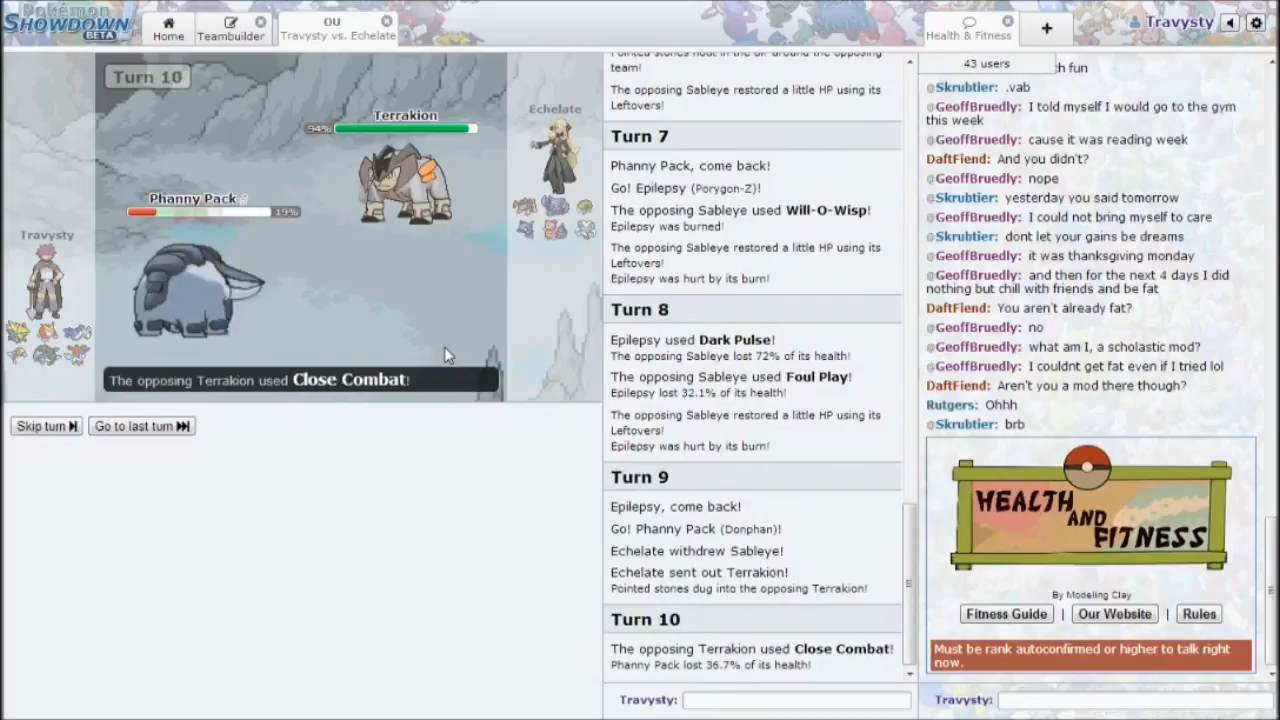 Pokémon
SHOWDOWN
BETA
Home
Teambuilder
OU
Travysty vs. Echelate
Health & Fitness
+
Travysty
Turn 10
Terrakion
94%
Phanny Pack
19%
Travysty
Echelate
The opposing Terrakion used Close Combat!
Skip turn
Go to last turn
Pointed stones float in the air around the opposing
team!
The opposing Sableye restored a little HP using its
Leftovers!
Turn 7
Phanny Pack, come back!
Go! Epilepsy (Porygon-Z)!
The opposing Sableye used Will-O-Wisp!
Epilepsy was burned!
The opposing Sableye restored a little HP using its
Leftovers!
Epilepsy was hurt by its burn!
Turn 8
Epilepsy used Dark Pulse!
The opposing Sableye lost 72% of its health!
The opposing Sableye used Foul Play!
Epilepsy lost 32.1% of its health!
The opposing Sableye restored a little HP using its
Leftovers!
Epilepsy was hurt by its burn!
Turn 9
Epilepsy, come back!
Go! Phanny Pack (Donphan)!
Echelate withdrew Sableye!
Echelate sent out Terrakion!
Pointed stones dug into the opposing Terrakion!
Turn 10
The opposing Terrakion used Close Combat!
Phanny Pack lost 36.7% of its health!
Travysty:
43 users
h fun
@Skrubtier: .vab
@GeoffBruedly: I told myself I would go to the gym
this week
@GeoffBruedly: cause it was reading week
DaftFiend: And you didn't?
@GeoffBruedly: nope
@Skrubtier: yesterday you said tomorrow
@GeoffBruedly: I could not bring myself to care
@Skrubtier: dont let your gains be dreams
@GeoffBruedly: it was thanksgiving monday
@GeoffBruedly: and then for the next 4 days I did
nothing but chill with friends and be fat
DaftFiend: You aren't already fat?
@GeoffBruedly: no
@GeoffBruedly: what am I, a scholastic mod?
@GeoffBruedly: I couldnt get fat even if I tried lol
DaftFiend: Aren't you a mod there though?
Rutgers: Ohhh
@Skrubtier: brb
HEALTH
AND
FITNESS
By Modeling Clay
Fitness Guide | Our Website | Rules
Must be rank autoconfirmed or higher to talk right
now.
Travysty: